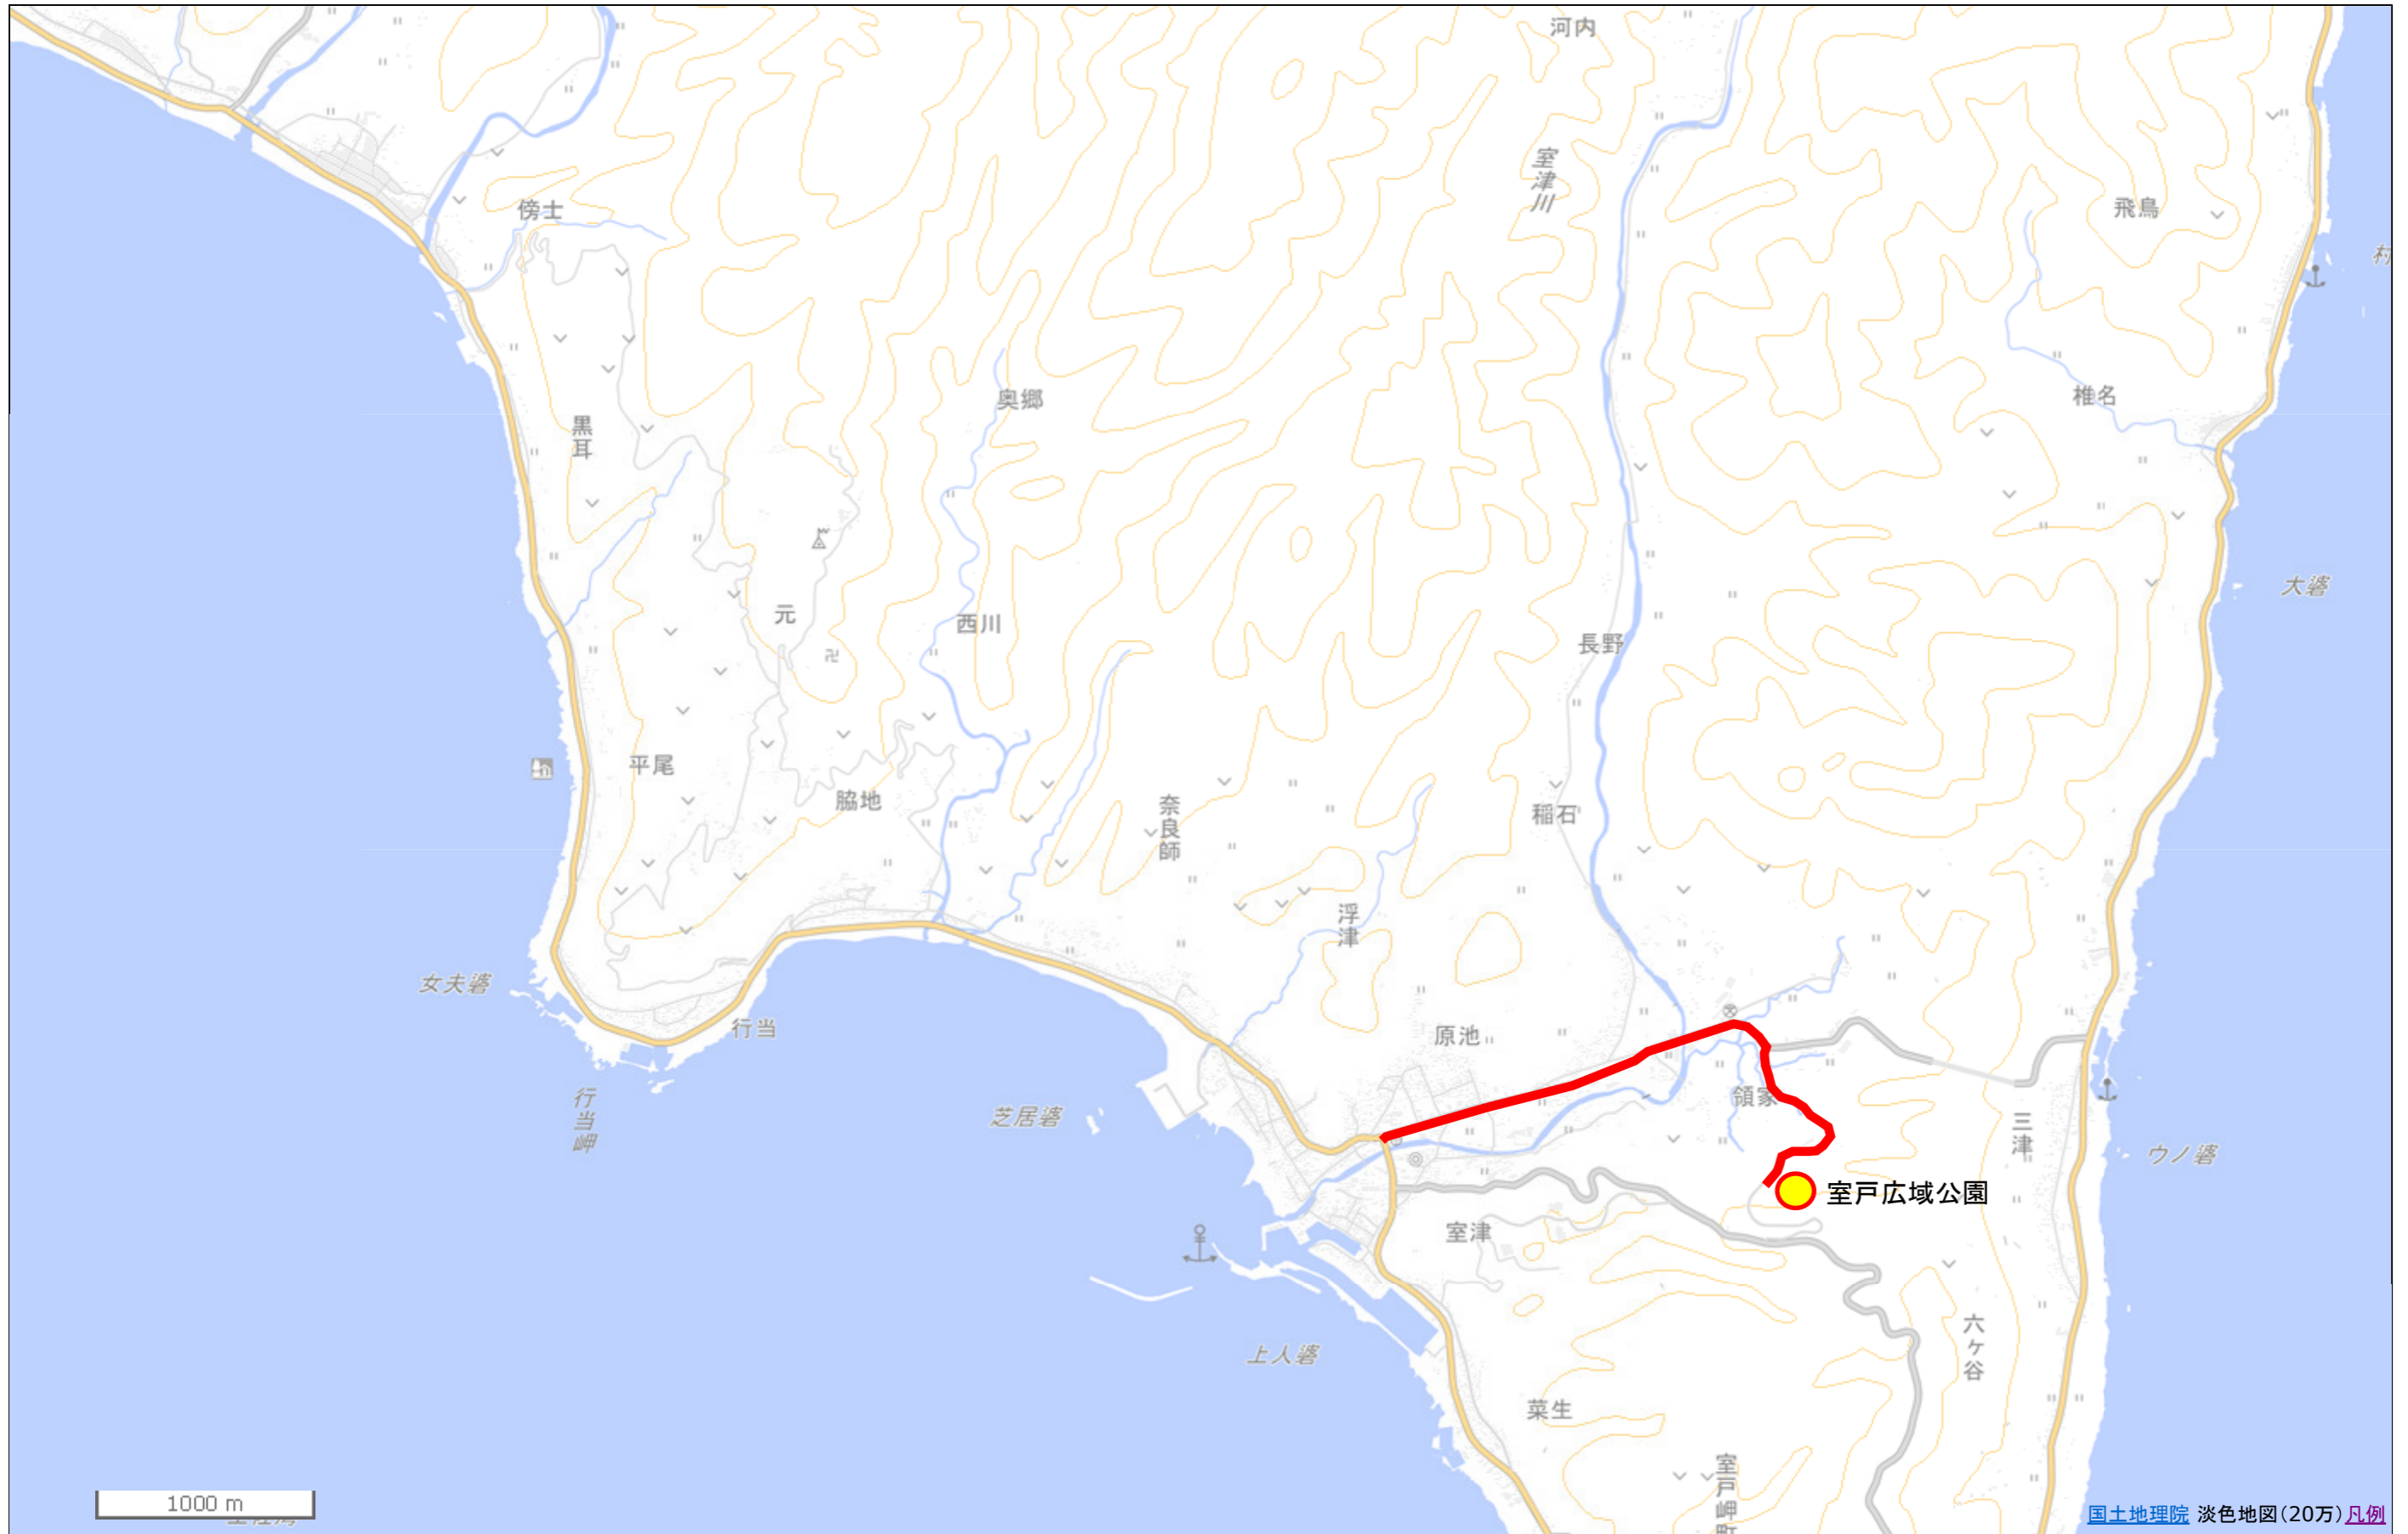 河内
室津川
傍士
飛鳥
奥郷
椎名
黒耳
大碆
元
西川
長野
平尾
脇地
奈良師
稲石
浮津
女夫碆
行当
原池
行当岬
芝居碆
領家
三津
ウノ碆
室戸広域公園
室津
上人碆
六ケ谷
菜生
室戸岬町
1000 m
国土地理院 淡色地図(20万)凡例